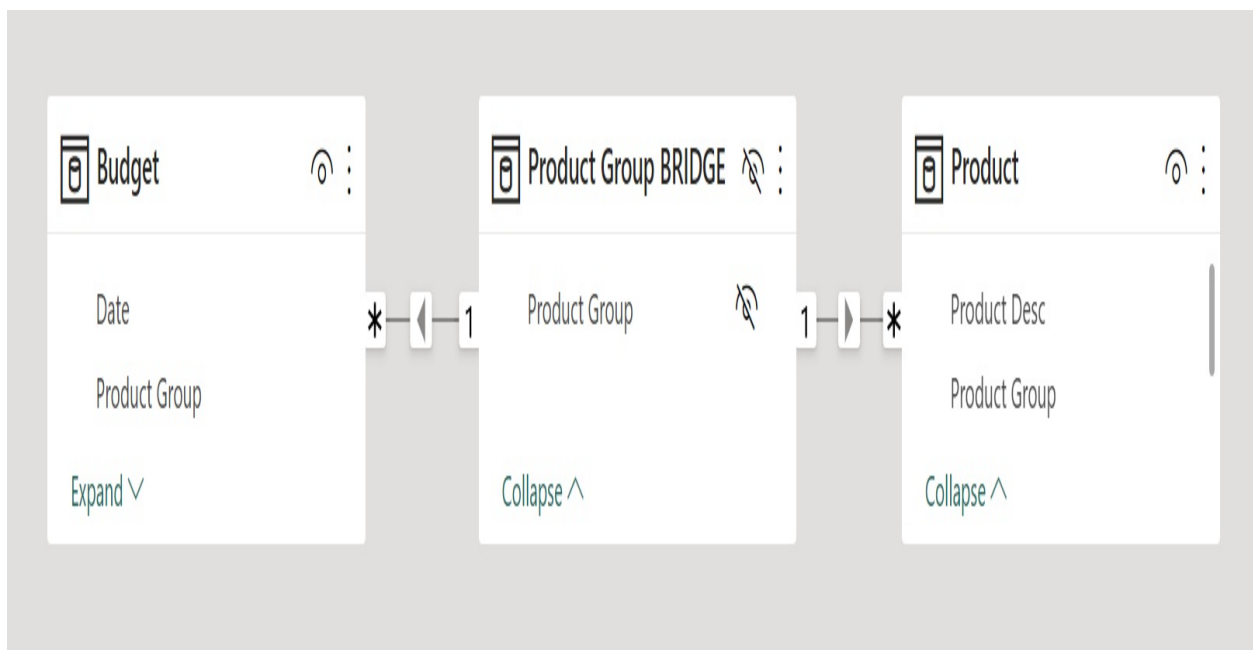 Budget
Date
Product Group
Expand
* 1
Product Group BRIDGE
Product Group
Collapse
1 *
Product
Product Desc
Product Group
Collapse